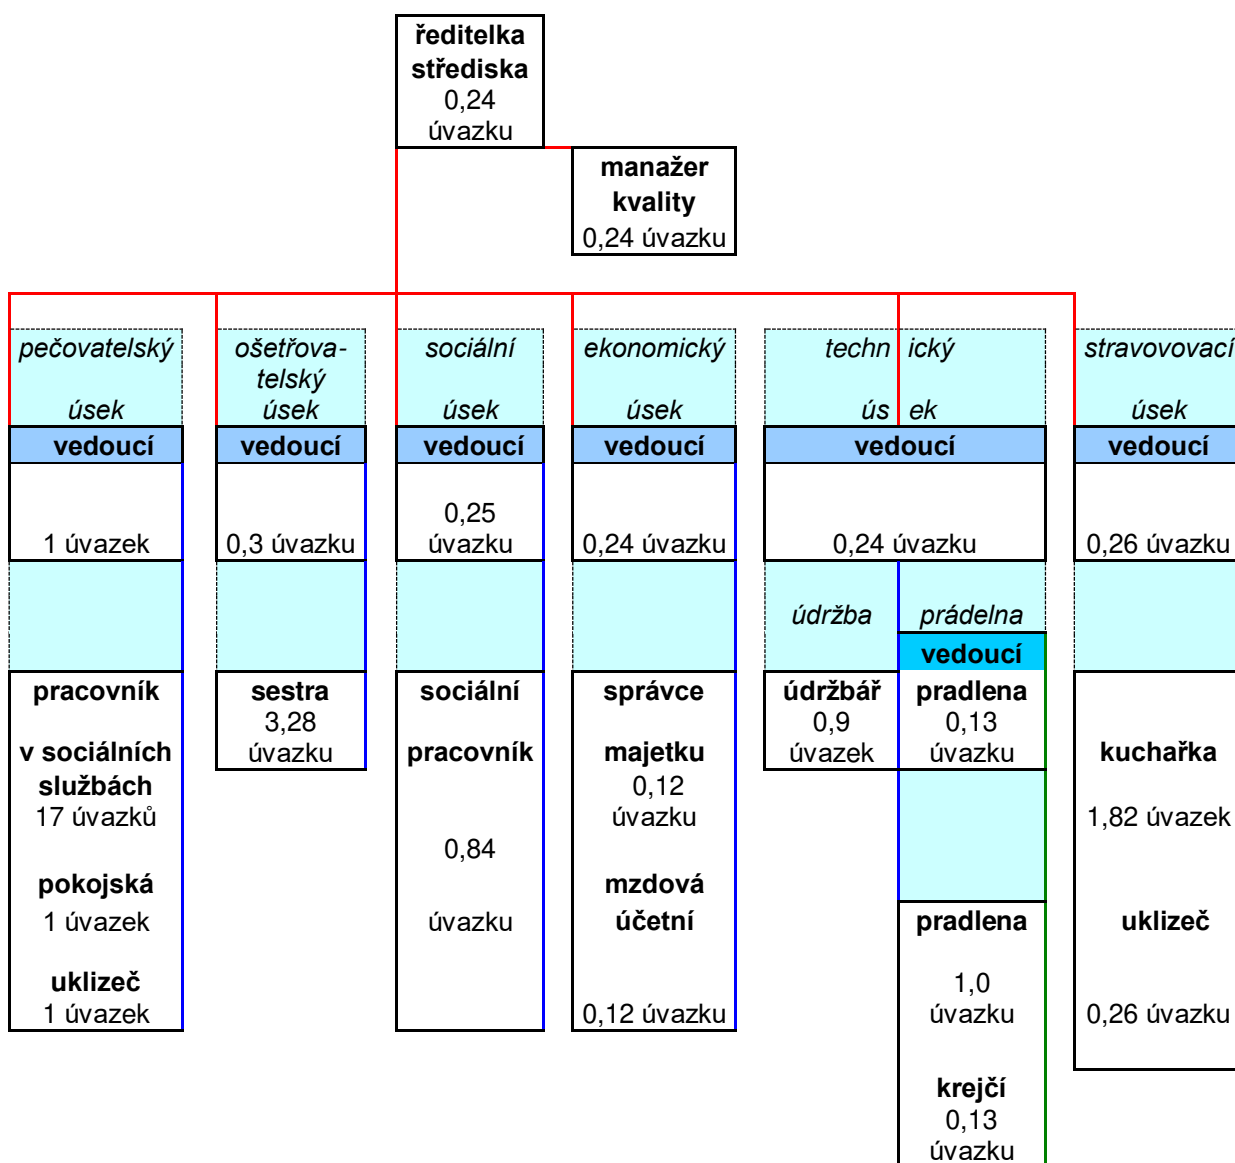 ředitelka
střediska
0,24
úvazku
manažer
kvality
0,24 úvazku
pečovatelský
úsek
vedoucí
1 úvazek
pracovník
v sociálních
službách
17 úvazků
pokojská
1 úvazek
uklizeč
1 úvazek
ošetřova-
telský
úsek
vedoucí
0,3 úvazku
sestra
3,28
úvazku
sociální
úsek
vedoucí
0,25
úvazku
sociální
pracovník
0,84
úvazku
ekonomický
úsek
vedoucí
0,24 úvazku
správce
majetku
0,12
úvazku
mzdová
účetní
0,12 úvazku
techn ický
ús ek
vedoucí
0,24 úvazku
údržba
údržbář
0,9
úvazek
prádelna
vedoucí
pradlena
0,13
úvazku
pradlena
1,0
úvazku
krejčí
0,13
úvazku
stravovovací
úsek
vedoucí
0,26 úvazku
kuchařka
1,82 úvazek
uklizeč
0,26 úvazku